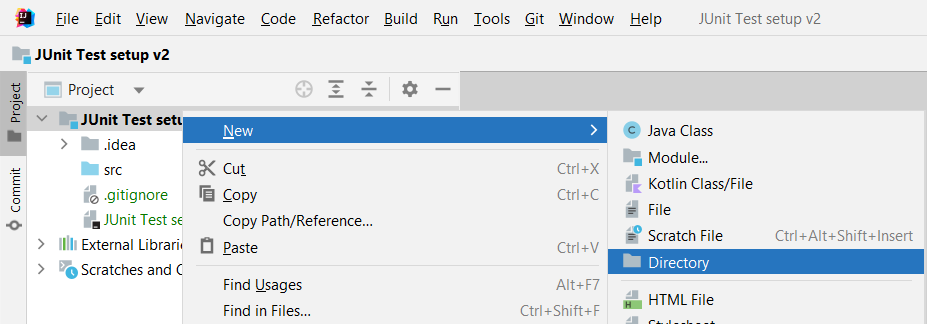 File Edit View Navigate Code Refactor Build Run Tools Git Window Help JUnit Test setup v2
JUnit Test setup v2
Project
Project
Commit
JUnit Test setu
.idea
src
.gitignore
JUnit Test se
External Librarie
Scratches and C
New
Cut Ctrl+X
Copy Ctrl+C
Copy Path/Reference...
Paste Ctrl+V
Find Usages Alt+F7
Find in Files... Ctrl+Shift+F
Java Class
Module...
Kotlin Class/File
File
Scratch File Ctrl+Alt+Shift+Insert
Directory
HTML File